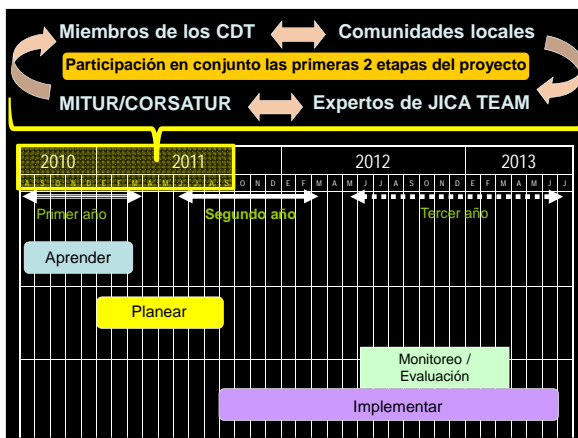 Miembros de los CDT Comunidades locales
Participación en conjunto las primeras 2 etapas del proyecto
MITUR/CORSATUR Expertos de JICA TEAM
2010 2011 2012 2013
A S O N D E F M A M J J A S O N D E F M A M J J A S O N D E F M A M J J
Primer año Segundo año Tercer año
Aprender
Planear
Monitoreo /
Evaluación
Implementar